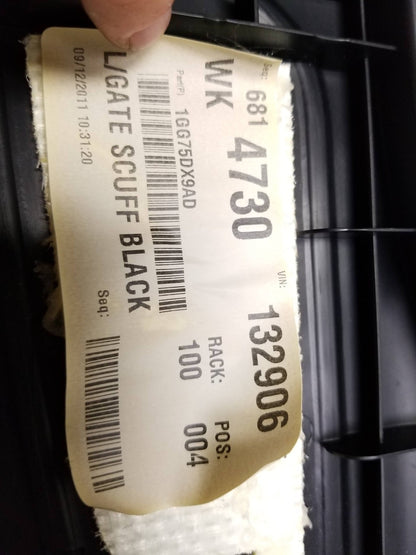 Seq: 681 4730 VIN: 132906
WK RACK: 100 POS: 004
Part(P): 1GG75DX9AD
L/GATE SCUFF BLACK
09/12/2011 10:31:20 Seq: